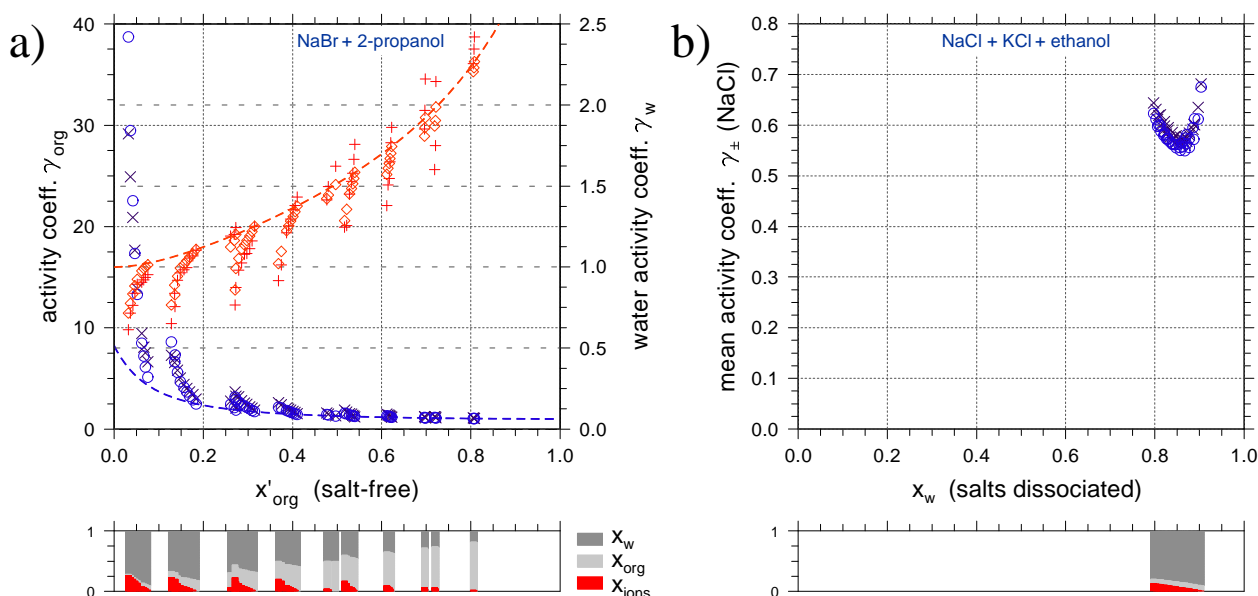 a)
NaBr + 2-propanol
activity coeff. γorg
40
30
20
10
0
water activity coeff. γw
2.5
2.0
1.5
1.0
0.5
0.0
0.0 0.2 0.4 0.6 0.8 1.0
x'org (salt-free)
1
0
xw
xorg
xions
b)
NaCl + KCl + ethanol
mean activity coeff. γ± (NaCl)
0.8
0.7
0.6
0.5
0.4
0.3
0.2
0.1
0.0
0.0 0.2 0.4 0.6 0.8 1.0
xw (salts dissociated)
1
0